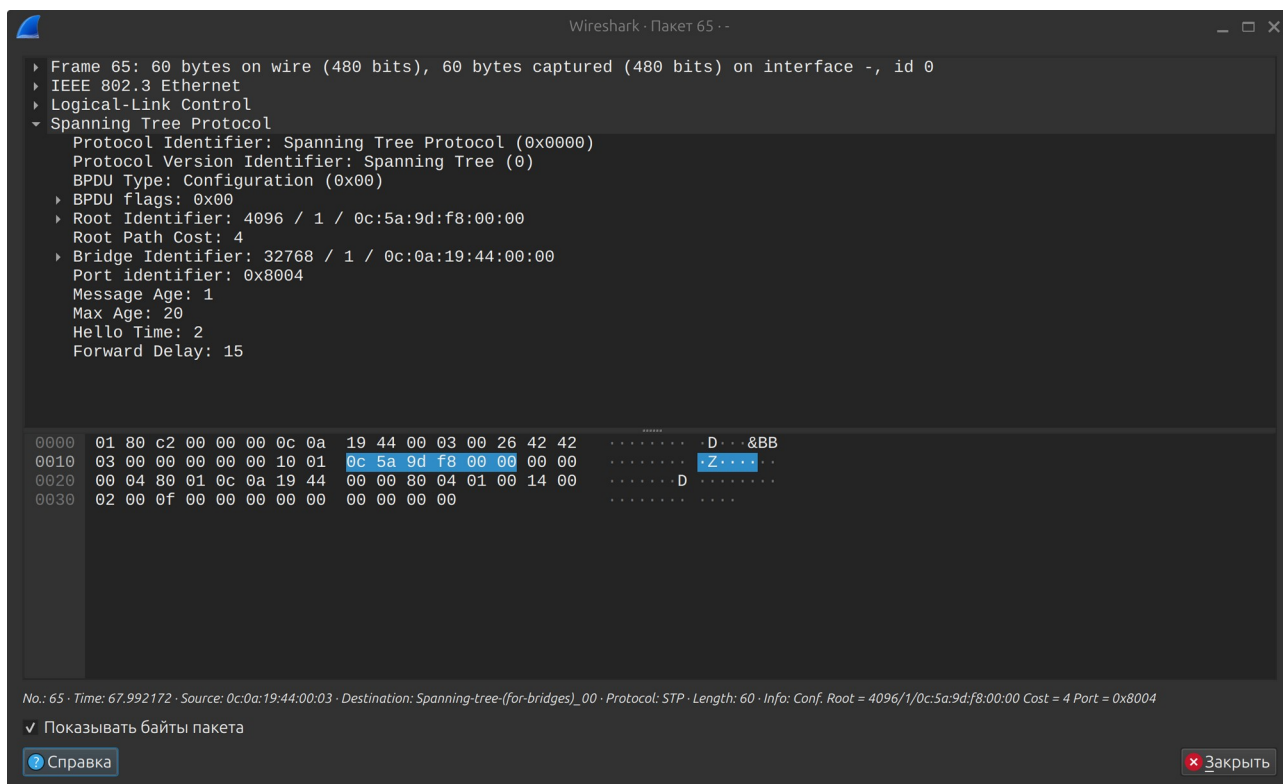 Wireshark · Пакет 65 · -
Frame 65: 60 bytes on wire (480 bits), 60 bytes captured (480 bits) on interface -, id 0
IEEE 802.3 Ethernet
Logical-Link Control
Spanning Tree Protocol
Protocol Identifier: Spanning Tree Protocol (0x0000)
Protocol Version Identifier: Spanning Tree (0)
BPDU Type: Configuration (0x00)
BPDU flags: 0x00
Root Identifier: 4096 / 1 / 0c:5a:9d:f8:00:00
Root Path Cost: 4
Bridge Identifier: 32768 / 1 / 0c:0a:19:44:00:00
Port identifier: 0x8004
Message Age: 1
Max Age: 20
Hello Time: 2
Forward Delay: 15
0000 01 80 c2 00 00 00 0c 0a 19 44 00 03 00 26 42 42 ········ ·D···&BB
0010 03 00 00 00 00 00 10 01 0c 5a 9d f8 00 00 00 00 ········ ·Z······
0020 00 04 80 01 0c 0a 19 44 00 00 80 04 01 00 14 00 ·······D ········
0030 02 00 0f 00 00 00 00 00 00 00 00 00 ········ ····
No.: 65 · Time: 67.992172 · Source: 0c:0a:19:44:00:03 · Destination: Spanning-tree-(for-bridges)_00 · Protocol: STP · Length: 60 · Info: Conf. Root = 4096/1/0c:5a:9d:f8:00:00 Cost = 4 Port = 0x8004
Показывать байты пакета
Справка
Закрыть